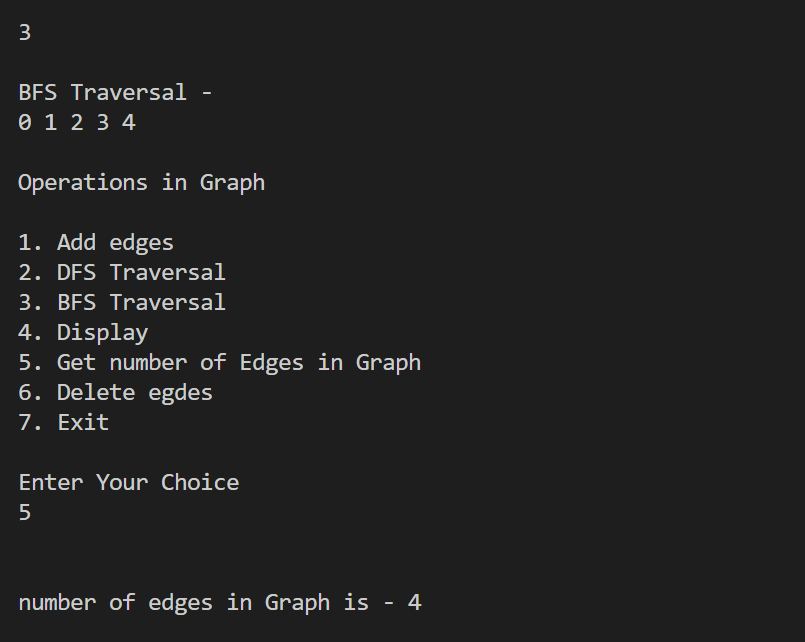 3
BFS Traversal -
0 1 2 3 4
Operations in Graph
1. Add edges
2. DFS Traversal
3. BFS Traversal
4. Display
5. Get number of Edges in Graph
6. Delete egdes
7. Exit
Enter Your Choice
5
number of edges in Graph is - 4